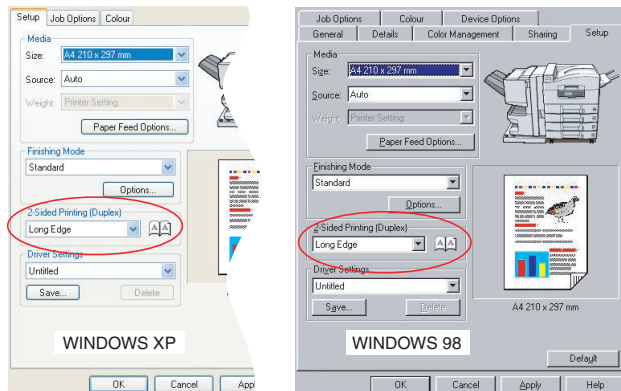 Setup Job Options Colour
Media
Size: A4 210 x 297 mm
Source: Auto
Weight: Printer Setting
Paper Feed Options...
Finishing Mode
Standard
Options...
2-Sided Printing (Duplex)
Long Edge
A A
Driver Settings
Untitled
Save... Delete
WINDOWS XP
OK Cancel Appl
Job Options Colour Device Options
General Details Color Management Sharing Setup
Media
Size: A4 210 x 297 mm
Source: Auto
Weight: Printer Setting
Paper Feed Options...
Finishing Mode
Standard
Options...
2-Sided Printing (Duplex)
Long Edge
A A
Driver Settings
Untitled
Save... Delete
A4 210 x 297 mm
WINDOWS 98
Default
OK Cancel Apply Help